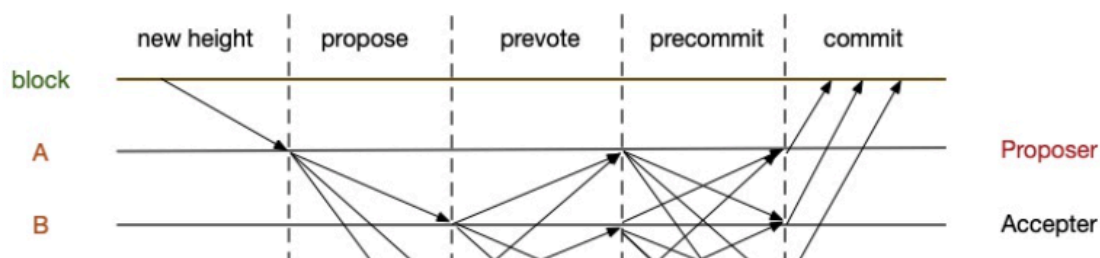 new height propose prevote precommit commit
block
A Proposer
B Accepter